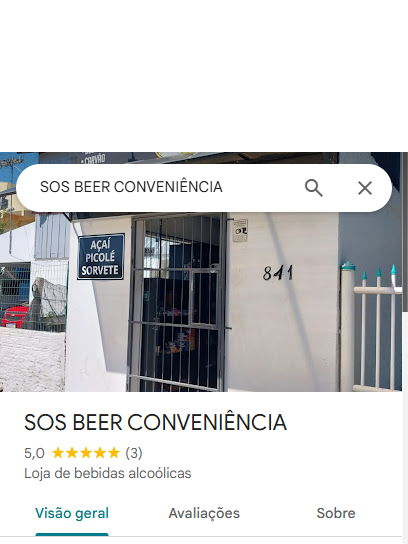 CARVÃO
SOS BEER CONVENIÊNCIA
AÇAÍ
PICOLÉ
SORVETE
841
SOS BEER CONVENIÊNCIA
5,0 ★★★★★ (3)
Loja de bebidas alcoólicas
Visão geral Avaliações Sobre